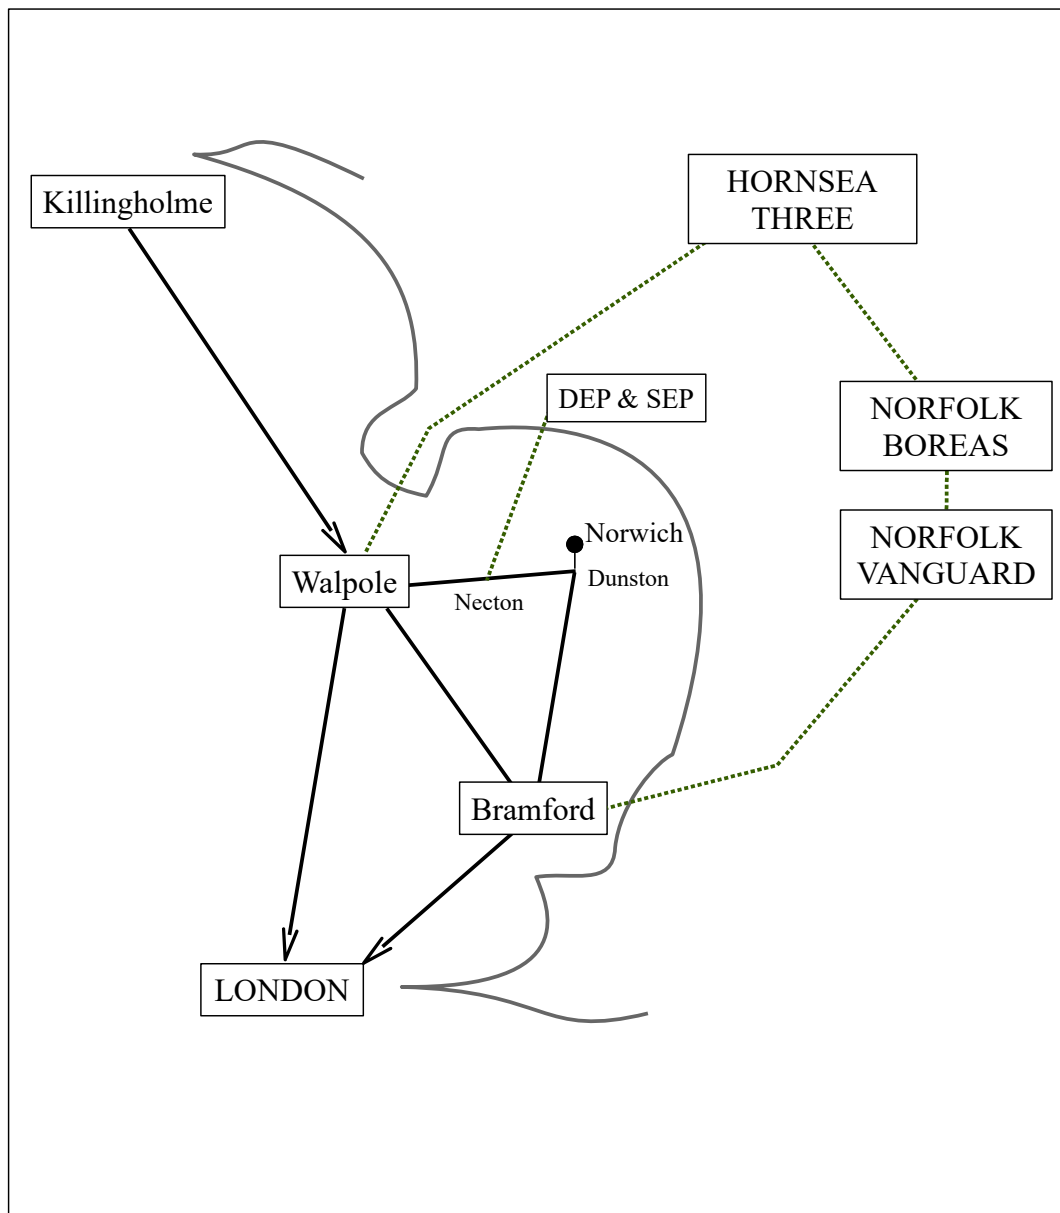 Killingholme
HORNSEA
THREE
DEP & SEP
NORFOLK
BOREAS
NORFOLK
VANGUARD
Norwich
Walpole
Dunston
Necton
Bramford
LONDON